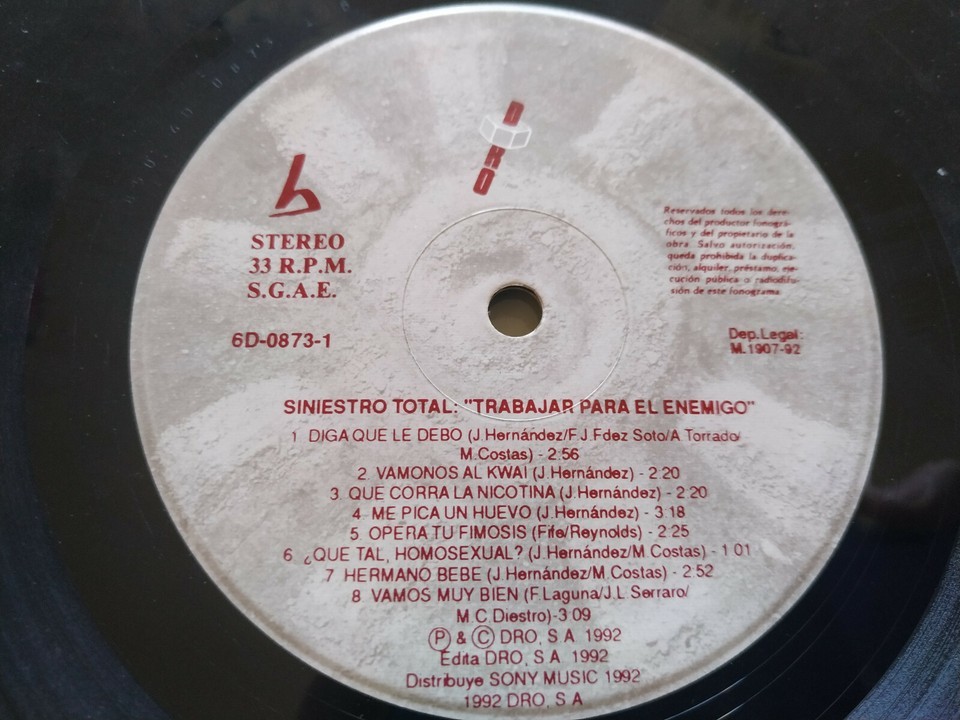 DRO
b
STEREO
33 R.P.M.
S.G.A.E.
6D-0873-1
Reservados todos los dere-
chos del productor fonográ-
ficos y del propietario de la
obra. Salvo autorización,
queda prohibida la duplica-
ción, alquiler, préstamo, eje-
cución pública o radiodifu-
sión de este fonograma.
Dep. Legal:
M. 1907-92
SINIESTRO TOTAL: "TRABAJAR PARA EL ENEMIGO"
1 DIGA QUE LE DEBO (J. Hernández/F.J. Fdez Soto/A Torrado/
M. Costas) - 2:56
2. VAMONOS AL KWAI (J. Hernández) - 2:20
3. QUE CORRA LA NICOTINA (J. Hernández) - 2:20
4 ME PICA UN HUEVO (J. Hernández) - 3:18
5. OPERA TU FIMOSIS (Fife/Reynolds) - 2:25
6 ¿QUE TAL, HOMOSEXUAL? (J. Hernández/M. Costas) - 1 01
7 HERMANO BEBE (J. Hernández/M. Costas) - 2:52
8 VAMOS MUY BIEN (F. Laguna/J.L. Serraro/
M.C. Diestro)-3:09
Ⓟ & Ⓒ DRO, S.A. 1992
Edita DRO, S.A. 1992
Distribuye SONY MUSIC 1992
1992 DRO, S.A